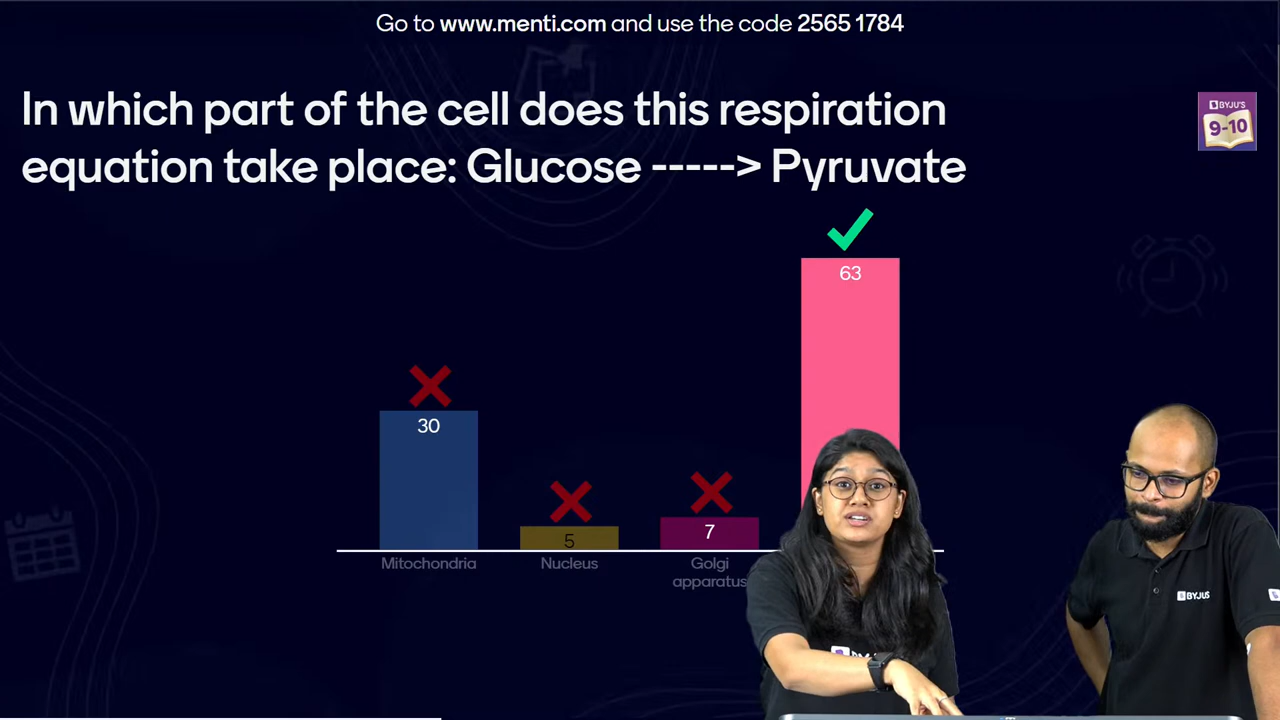 Go to www.menti.com and use the code 2565 1784
In which part of the cell does this respiration
equation take place: Glucose -----> Pyruvate
BYJU'S
9-10
63
30
5
7
Mitochondria
Nucleus
Golgi
apparatus
BYJUS